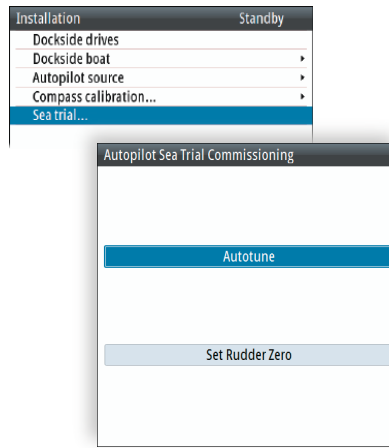 Installation Standby
Dockside drives
Dockside boat
Autopilot source
Compass calibration...
Sea trial...
Autopilot Sea Trial Commissioning
Autotune
Set Rudder Zero